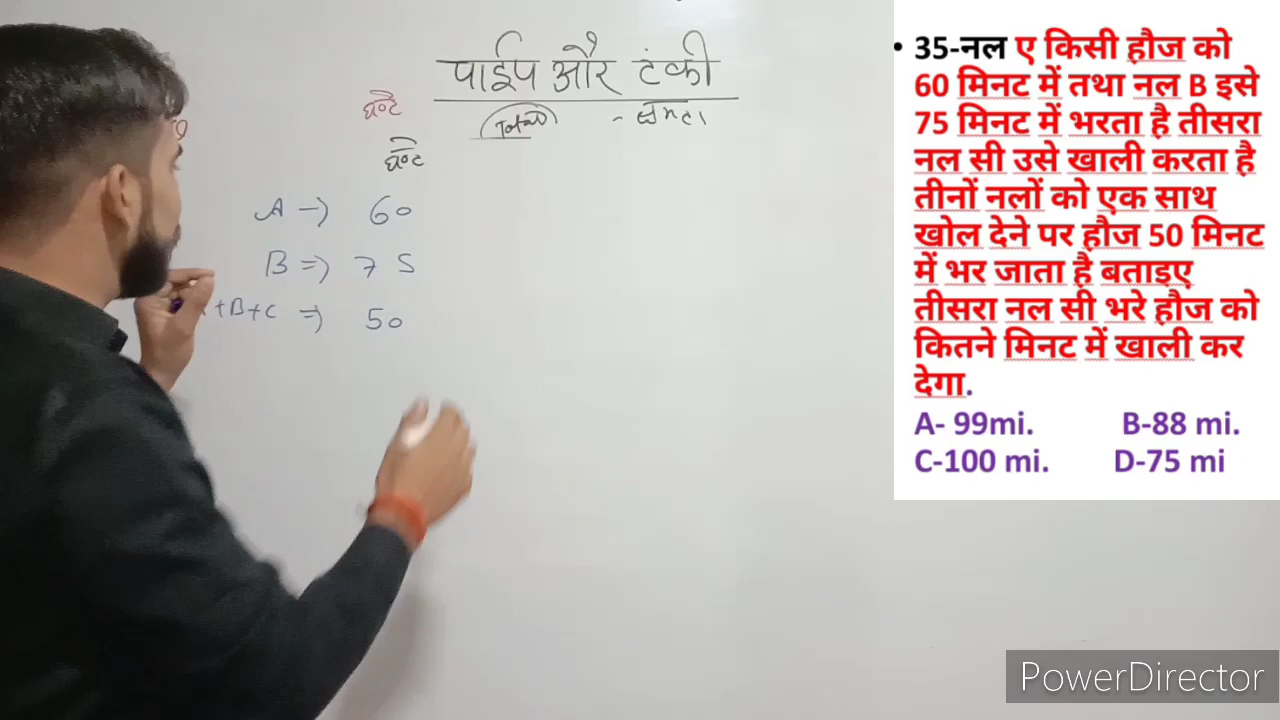 पाईप और टंकी
घण्टे
Total - क्षमता
घण्टे
A → 60
B ⇒ 75
+B+C ⇒ 50
• 35-नल ए किसी हौज को
60 मिनट में तथा नल B इसे
75 मिनट में भरता है तीसरा
नल सी उसे खाली करता है
तीनों नलों को एक साथ
खोल देने पर हौज 50 मिनट
में भर जाता है बताइए
तीसरा नल सी भरे हौज को
कितने मिनट में खाली कर
देगा.
A- 99mi. B-88 mi.
C-100 mi. D-75 mi
PowerDirector